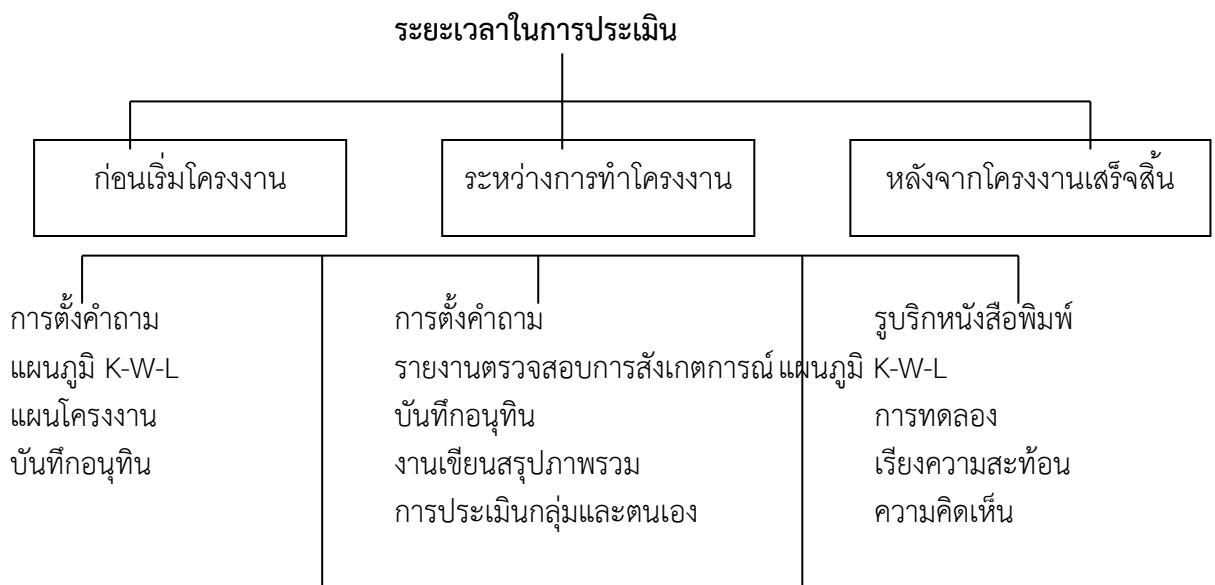 ระยะเวลาในการประเมิน
ก่อนเริ่มโครงงาน
ระหว่างการทำโครงงาน
หลังจากโครงงานเสร็จสิ้น
การตั้งคำถาม
แผนภูมิ K-W-L
แผนโครงงาน
บันทึกอนุทิน
การตั้งคำถาม
รายงานตรวจสอบการสังเกตการณ์
บันทึกอนุทิน
งานเขียนสรุปภาพรวม
การประเมินกลุ่มและตนเอง
รูบริกหนังสือพิมพ์
แผนภูมิ K-W-L
การทดลอง
เรียงความสะท้อน
ความคิดเห็น